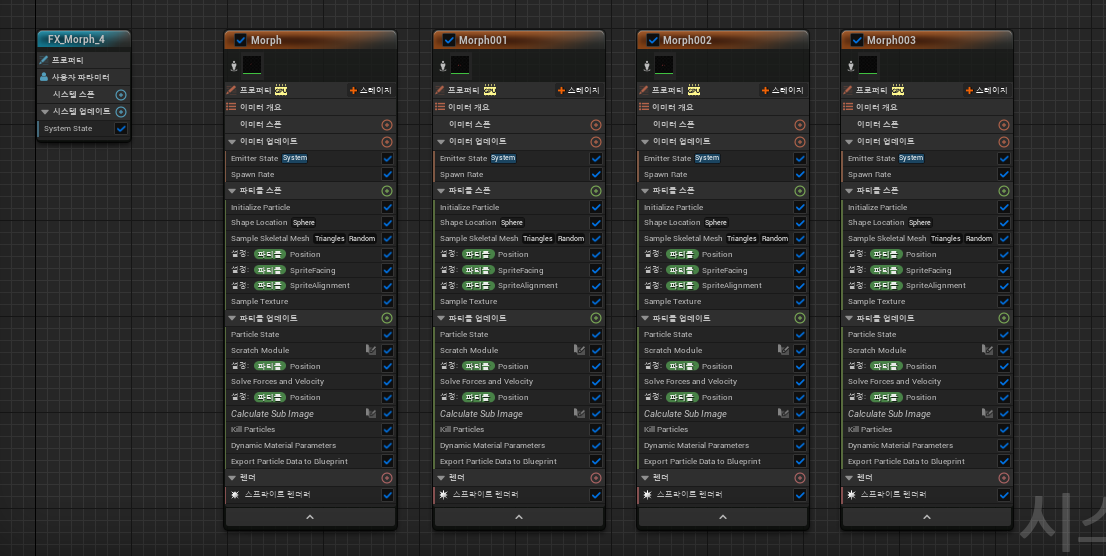 FX_Morph_4
프로퍼티
사용자 파라미터
시스템 스폰
시스템 업데이트
System State
Morph
프로퍼티 GPU 스테이지
이미터 개요
이미터 스폰
이미터 업데이트
Emitter State System
Spawn Rate
파티클 스폰
Initialize Particle
Shape Location Sphere
Sample Skeletal Mesh Triangles Random
설정: 파티클 Position
설정: 파티클 SpriteFacing
설정: 파티클 SpriteAlignment
Sample Texture
파티클 업데이트
Particle State
Scratch Module
설정: 파티클 Position
Solve Forces and Velocity
설정: 파티클 Position
Calculate Sub Image
Kill Particles
Dynamic Material Parameters
Export Particle Data to Blueprint
렌더
스프라이트 렌더러
Morph001
프로퍼티 GPU 스테이지
이미터 개요
이미터 스폰
이미터 업데이트
Emitter State System
Spawn Rate
파티클 스폰
Initialize Particle
Shape Location Sphere
Sample Skeletal Mesh Triangles Random
설정: 파티클 Position
설정: 파티클 SpriteFacing
설정: 파티클 SpriteAlignment
Sample Texture
파티클 업데이트
Particle State
Scratch Module
설정: 파티클 Position
Solve Forces and Velocity
설정: 파티클 Position
Calculate Sub Image
Kill Particles
Dynamic Material Parameters
Export Particle Data to Blueprint
렌더
스프라이트 렌더러
Morph002
프로퍼티 GPU 스테이지
이미터 개요
이미터 스폰
이미터 업데이트
Emitter State System
Spawn Rate
파티클 스폰
Initialize Particle
Shape Location Sphere
Sample Skeletal Mesh Triangles Random
설정: 파티클 Position
설정: 파티클 SpriteFacing
설정: 파티클 SpriteAlignment
Sample Texture
파티클 업데이트
Particle State
Scratch Module
설정: 파티클 Position
Solve Forces and Velocity
설정: 파티클 Position
Calculate Sub Image
Kill Particles
Dynamic Material Parameters
Export Particle Data to Blueprint
렌더
스프라이트 렌더러
Morph003
프로퍼티 GPU 스테이지
이미터 개요
이미터 스폰
이미터 업데이트
Emitter State System
Spawn Rate
파티클 스폰
Initialize Particle
Shape Location Sphere
Sample Skeletal Mesh Triangles Random
설정: 파티클 Position
설정: 파티클 SpriteFacing
설정: 파티클 SpriteAlignment
Sample Texture
파티클 업데이트
Particle State
Scratch Module
설정: 파티클 Position
Solve Forces and Velocity
설정: 파티클 Position
Calculate Sub Image
Kill Particles
Dynamic Material Parameters
Export Particle Data to Blueprint
렌더
스프라이트 렌더러